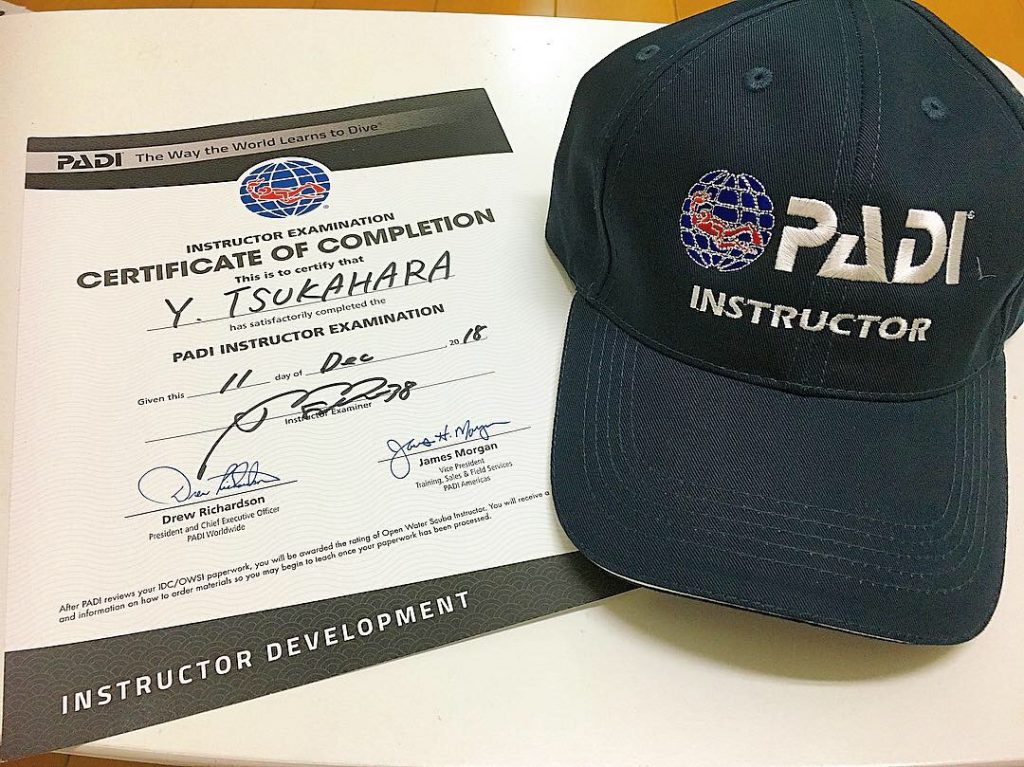 PADI The Way the World Learns to Dive®
INSTRUCTOR EXAMINATION
CERTIFICATE OF COMPLETION
This is to certify that
Y. TSUKAHARA
has satisfactorily completed the
PADI INSTRUCTOR EXAMINATION
Given this 11 day of Dec , 20 18
Instructor Examiner
Drew Richardson
President and Chief Executive Officer
PADI Worldwide
James H. Morgan
James Morgan
Vice President
Training, Sales & Field Services
PADI Americas
After PADI reviews your IDC/OWSI paperwork, you will be awarded the rating of Open Water Scuba Instructor. You will receive a
and information on how to order materials so you may begin to teach once your paperwork has been processed.
INSTRUCTOR DEVELOPMENT
PADI®
INSTRUCTOR